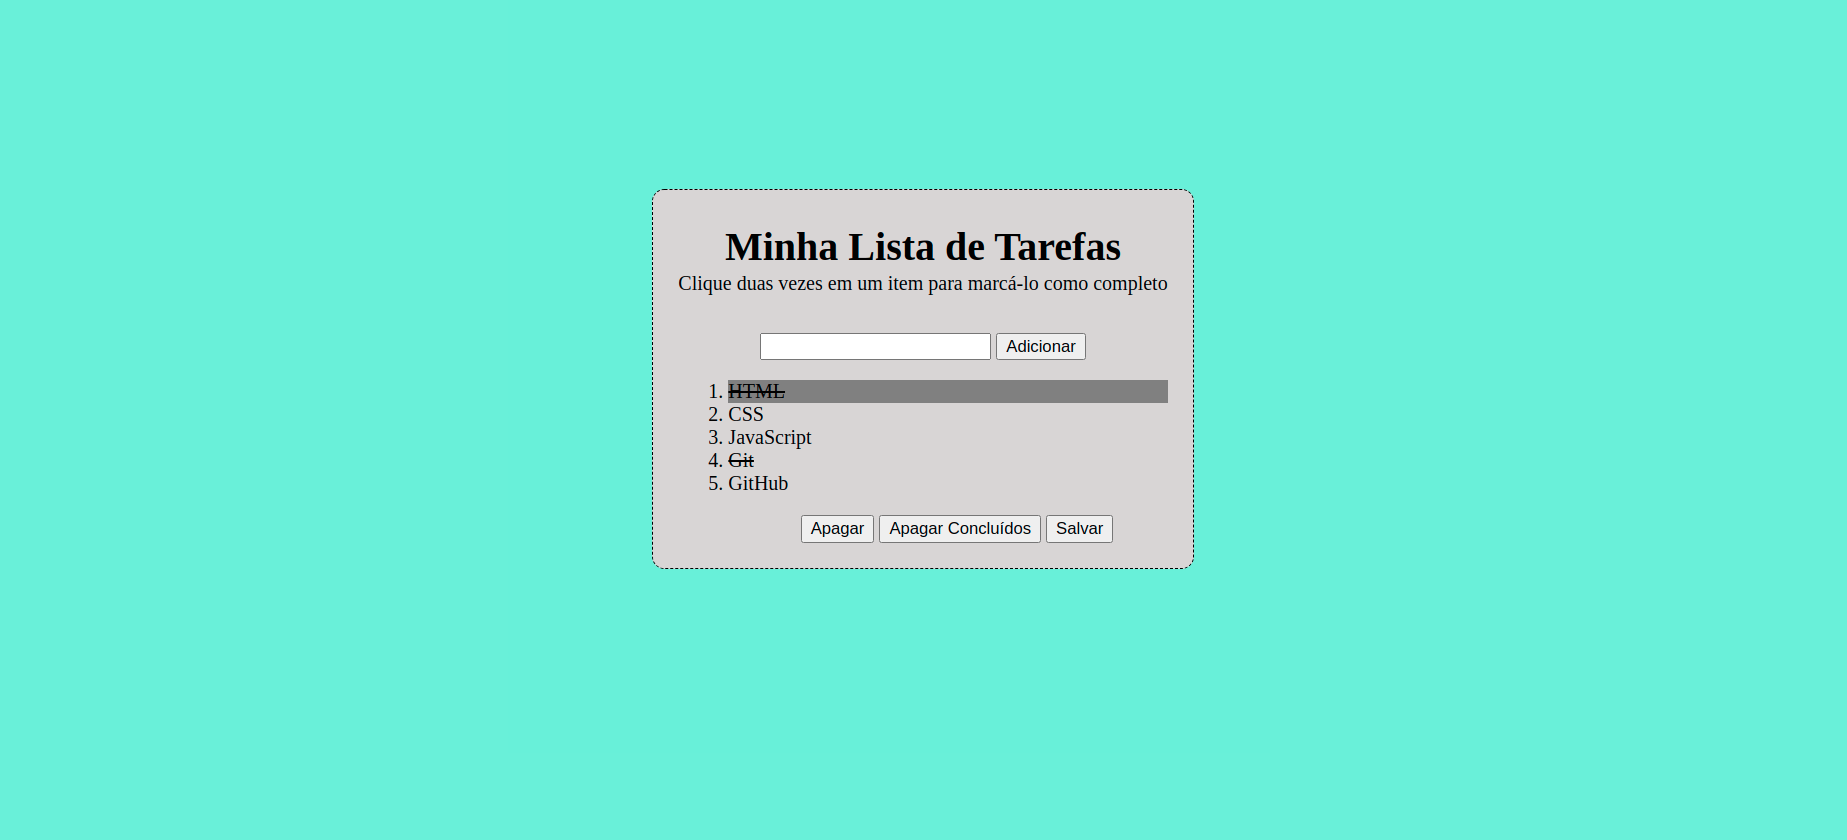 Minha Lista de Tarefas
Clique duas vezes em um item para marcá-lo como completo
Adicionar
1. HTML
2. CSS
3. JavaScript
4. Git
5. GitHub
Apagar Apagar Concluídos Salvar